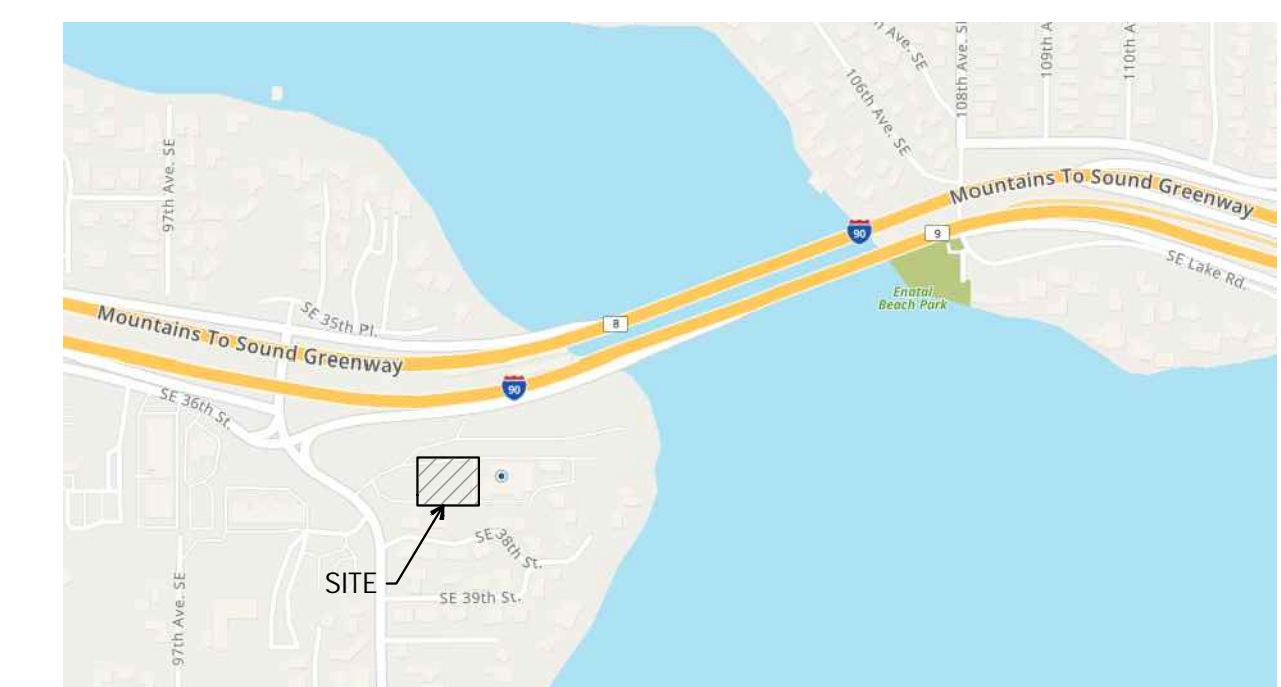 Ave. SE
108th Ave. SE
109th A
110th A
106th Ave. SE
97th Ave. SE
Mountains To Sound Greenway
90
9
SE Lake Rd.
Enatal
Beach Park
SE 35th Pl.
8
Mountains To Sound Greenway
90
SE 36th St.
SE 38th St.
SITE
SE 39th St.
97th Ave. SE